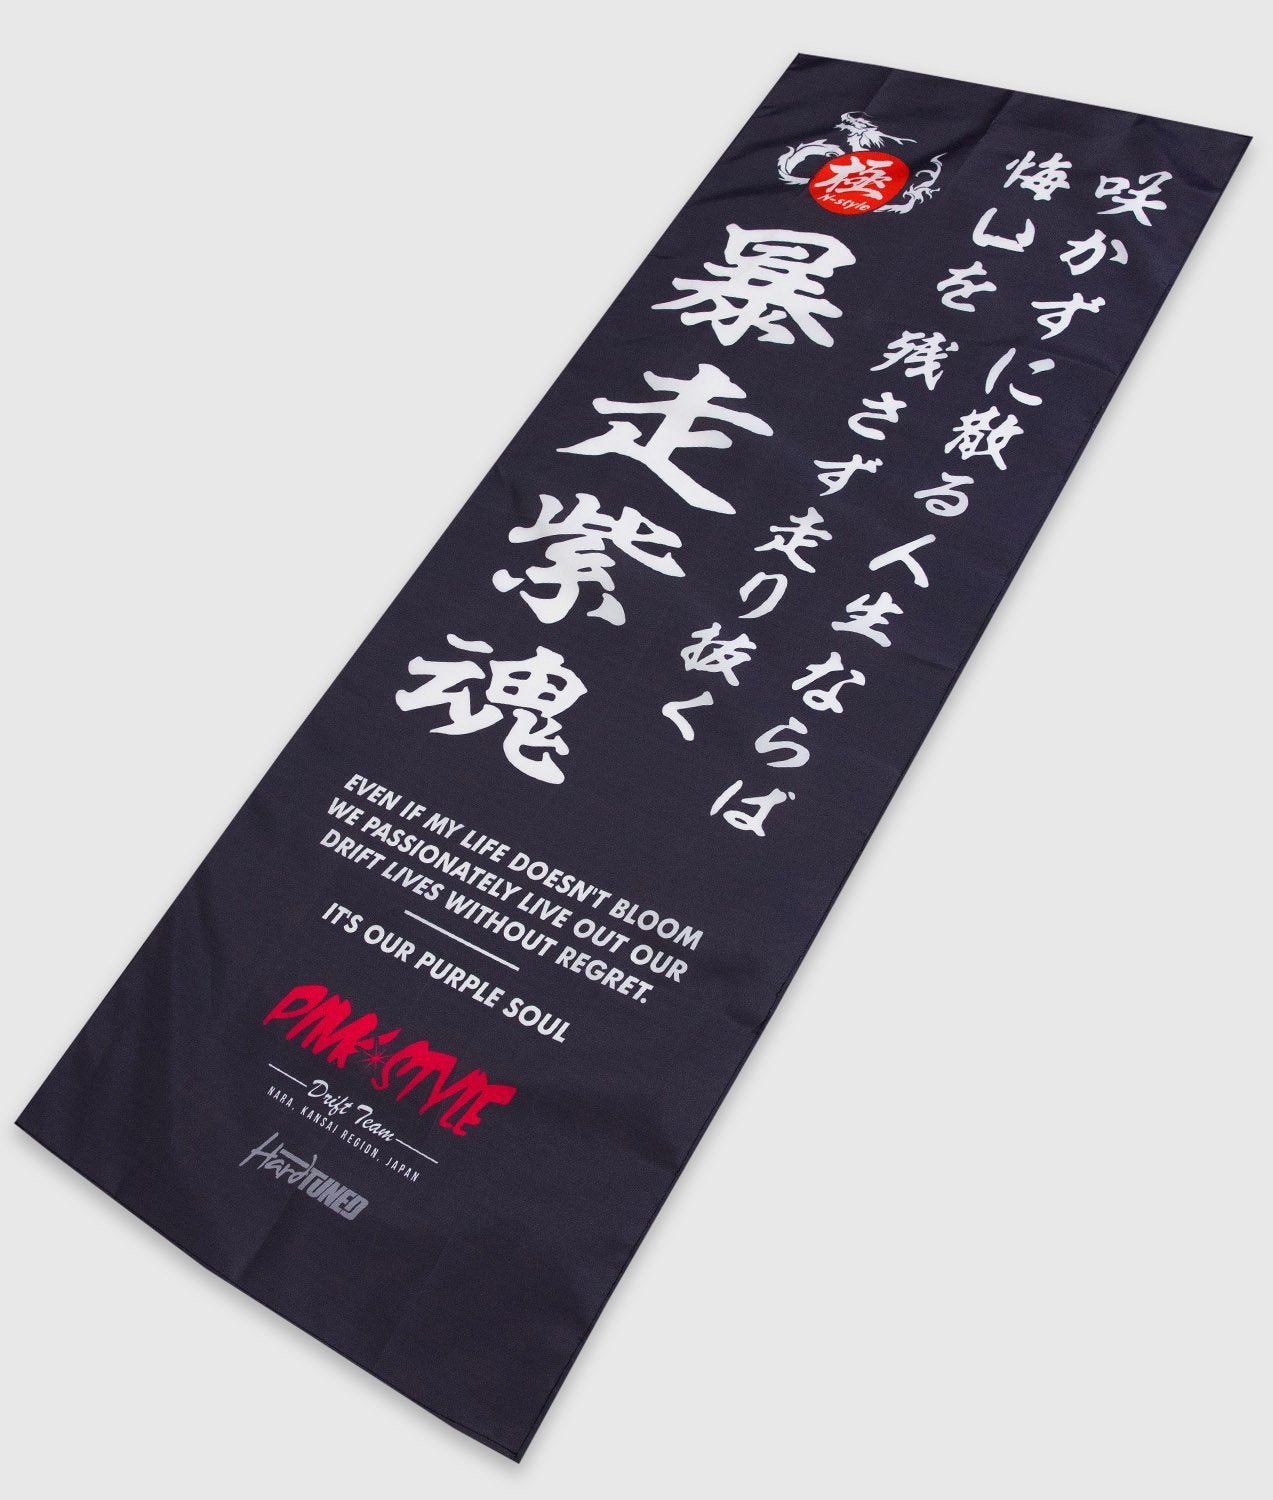 咲かずに散る人生ならば
悔いを残さず走り抜く
極
N-style
暴走紫魂
EVEN IF MY LIFE DOESN'T BLOOM
WE PASSIONATELY LIVE OUT OUR
DRIFT LIVES WITHOUT REGRET.
IT'S OUR PURPLE SOUL
PINK STYLE
Drift Team
NARA, KANSAI REGION, JAPAN
HardTUNED